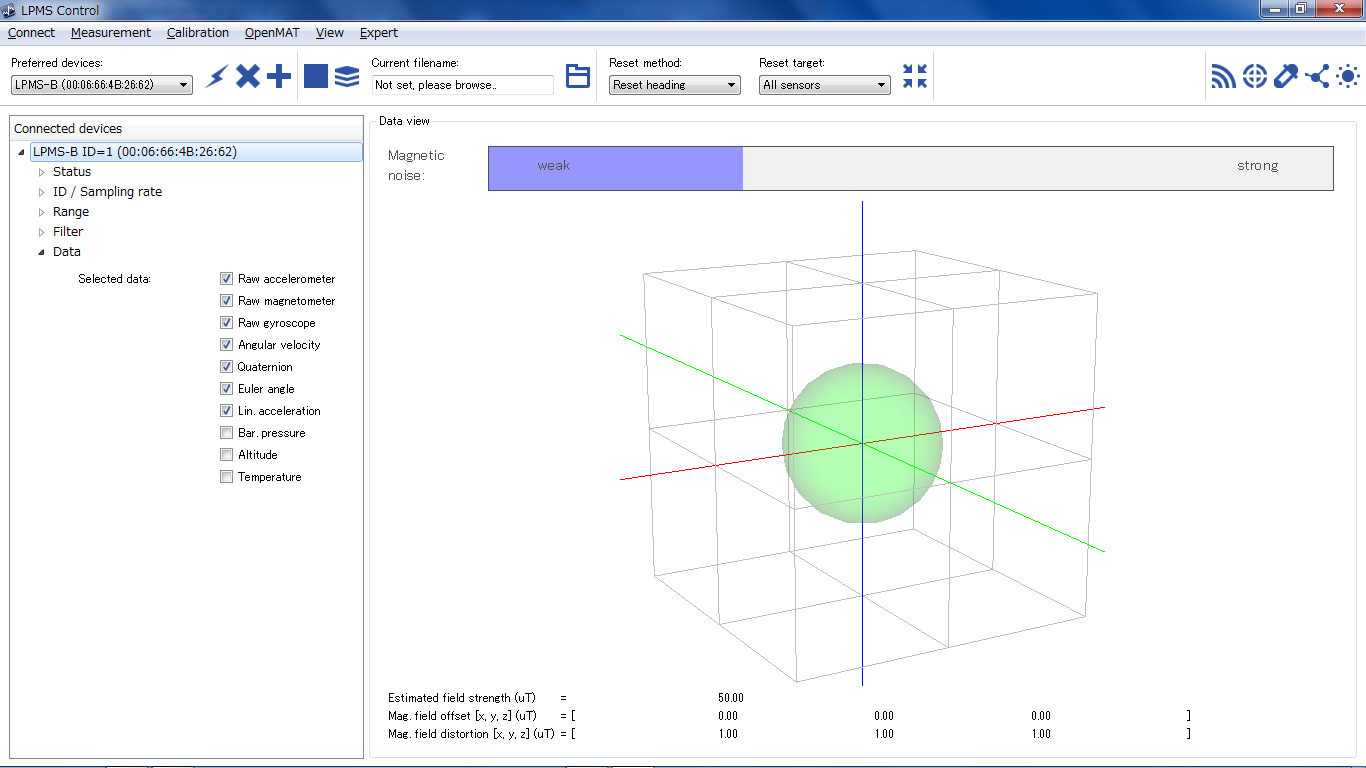 LPMS Control
Connect Measurement Calibration OpenMAT View Expert
Preferred devices: Current filename: Reset method: Reset target:
LPMS-B (00:06:66:4B:26:62) Not set, please browse.. Reset heading All sensors
Connected devices
LPMS-B ID=1 (00:06:66:4B:26:62)
Status
ID / Sampling rate
Range
Filter
Data
Selected data: Raw accelerometer
Raw magnetometer
Raw gyroscope
Angular velocity
Quaternion
Euler angle
Lin. acceleration
Bar. pressure
Altitude
Temperature
Data view
Magnetic
noise:
weak strong
Estimated field strength (uT) = 50.00
Mag. field offset [x, y, z] (uT) = [ 0.00 0.00 0.00 ]
Mag. field distortion [x, y, z] (uT) = [ 1.00 1.00 1.00 ]